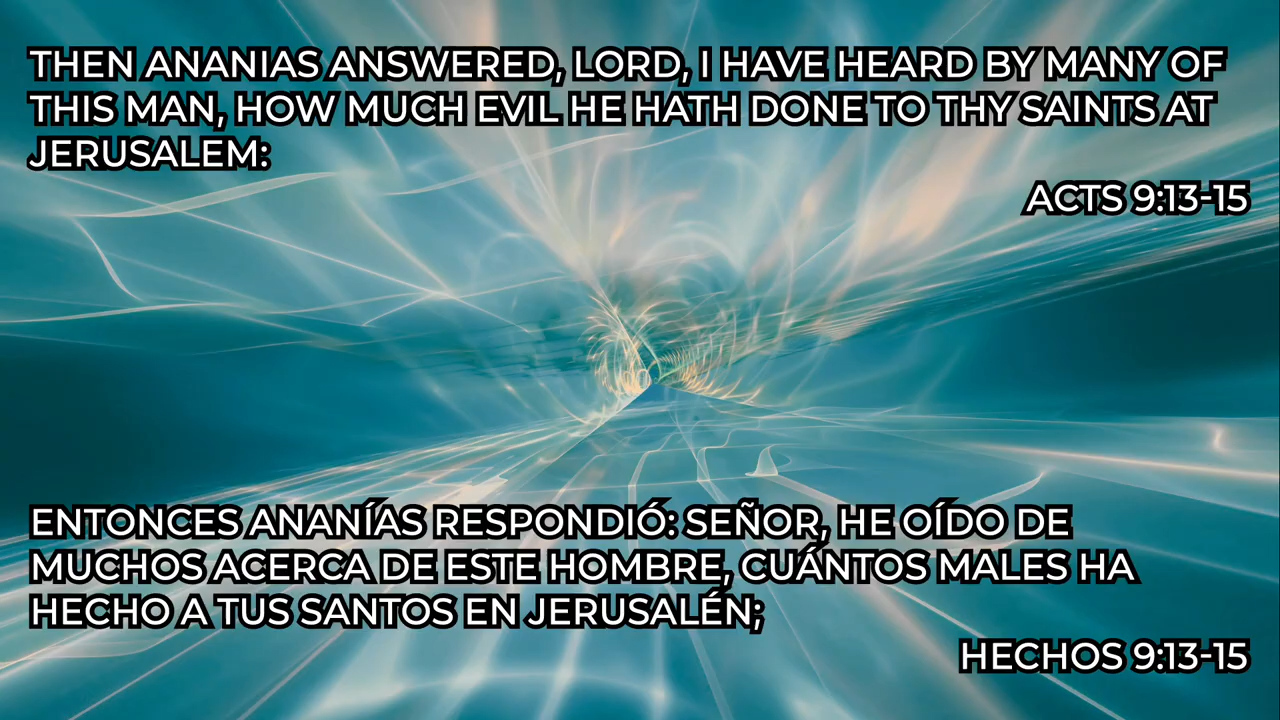 THEN ANANIAS ANSWERED, LORD, I HAVE HEARD BY MANY OF
THIS MAN, HOW MUCH EVIL HE HATH DONE TO THY SAINTS AT
JERUSALEM:
ACTS 9:13-15
ENTONCES ANANÍAS RESPONDIÓ: SEÑOR, HE OÍDO DE
MUCHOS ACERCA DE ESTE HOMBRE, CUÁNTOS MALES HA
HECHO A TUS SANTOS EN JERUSALÉN;
HECHOS 9:13-15